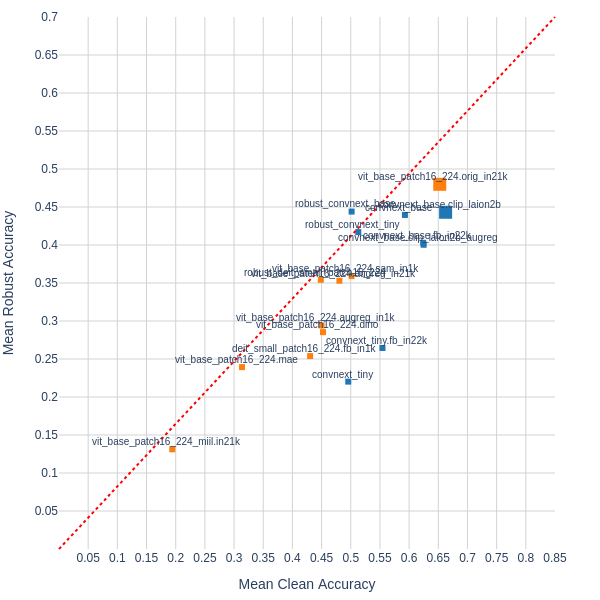 0.7
0.65
0.6
0.55
0.5
0.45
0.4
0.35
0.3
0.25
0.2
0.15
0.1
0.05
Mean Robust Accuracy
vit_base_patch16_224.orig_in21k
robust_convnext_base
convnext_base.clip_laion2b
convnext_base
robust_convnext_tiny
convnext_base.fb_in22k
convnext_base.clip_laion2b_augreg
vit_base_patch16_224.sam_in1k
vit_base_patch16_224.augreg_in1k
vit_base_patch16_224.dino
convnext_tiny.fb_in22k
deit_small_patch16_224.fb_in1k
vit_base_patch16_224.mae
convnext_tiny
vit_base_patch16_224_miil.in21k
0.05 0.1 0.15 0.2 0.25 0.3 0.35 0.4 0.45 0.5 0.55 0.6 0.65 0.7 0.75 0.8 0.85
Mean Clean Accuracy